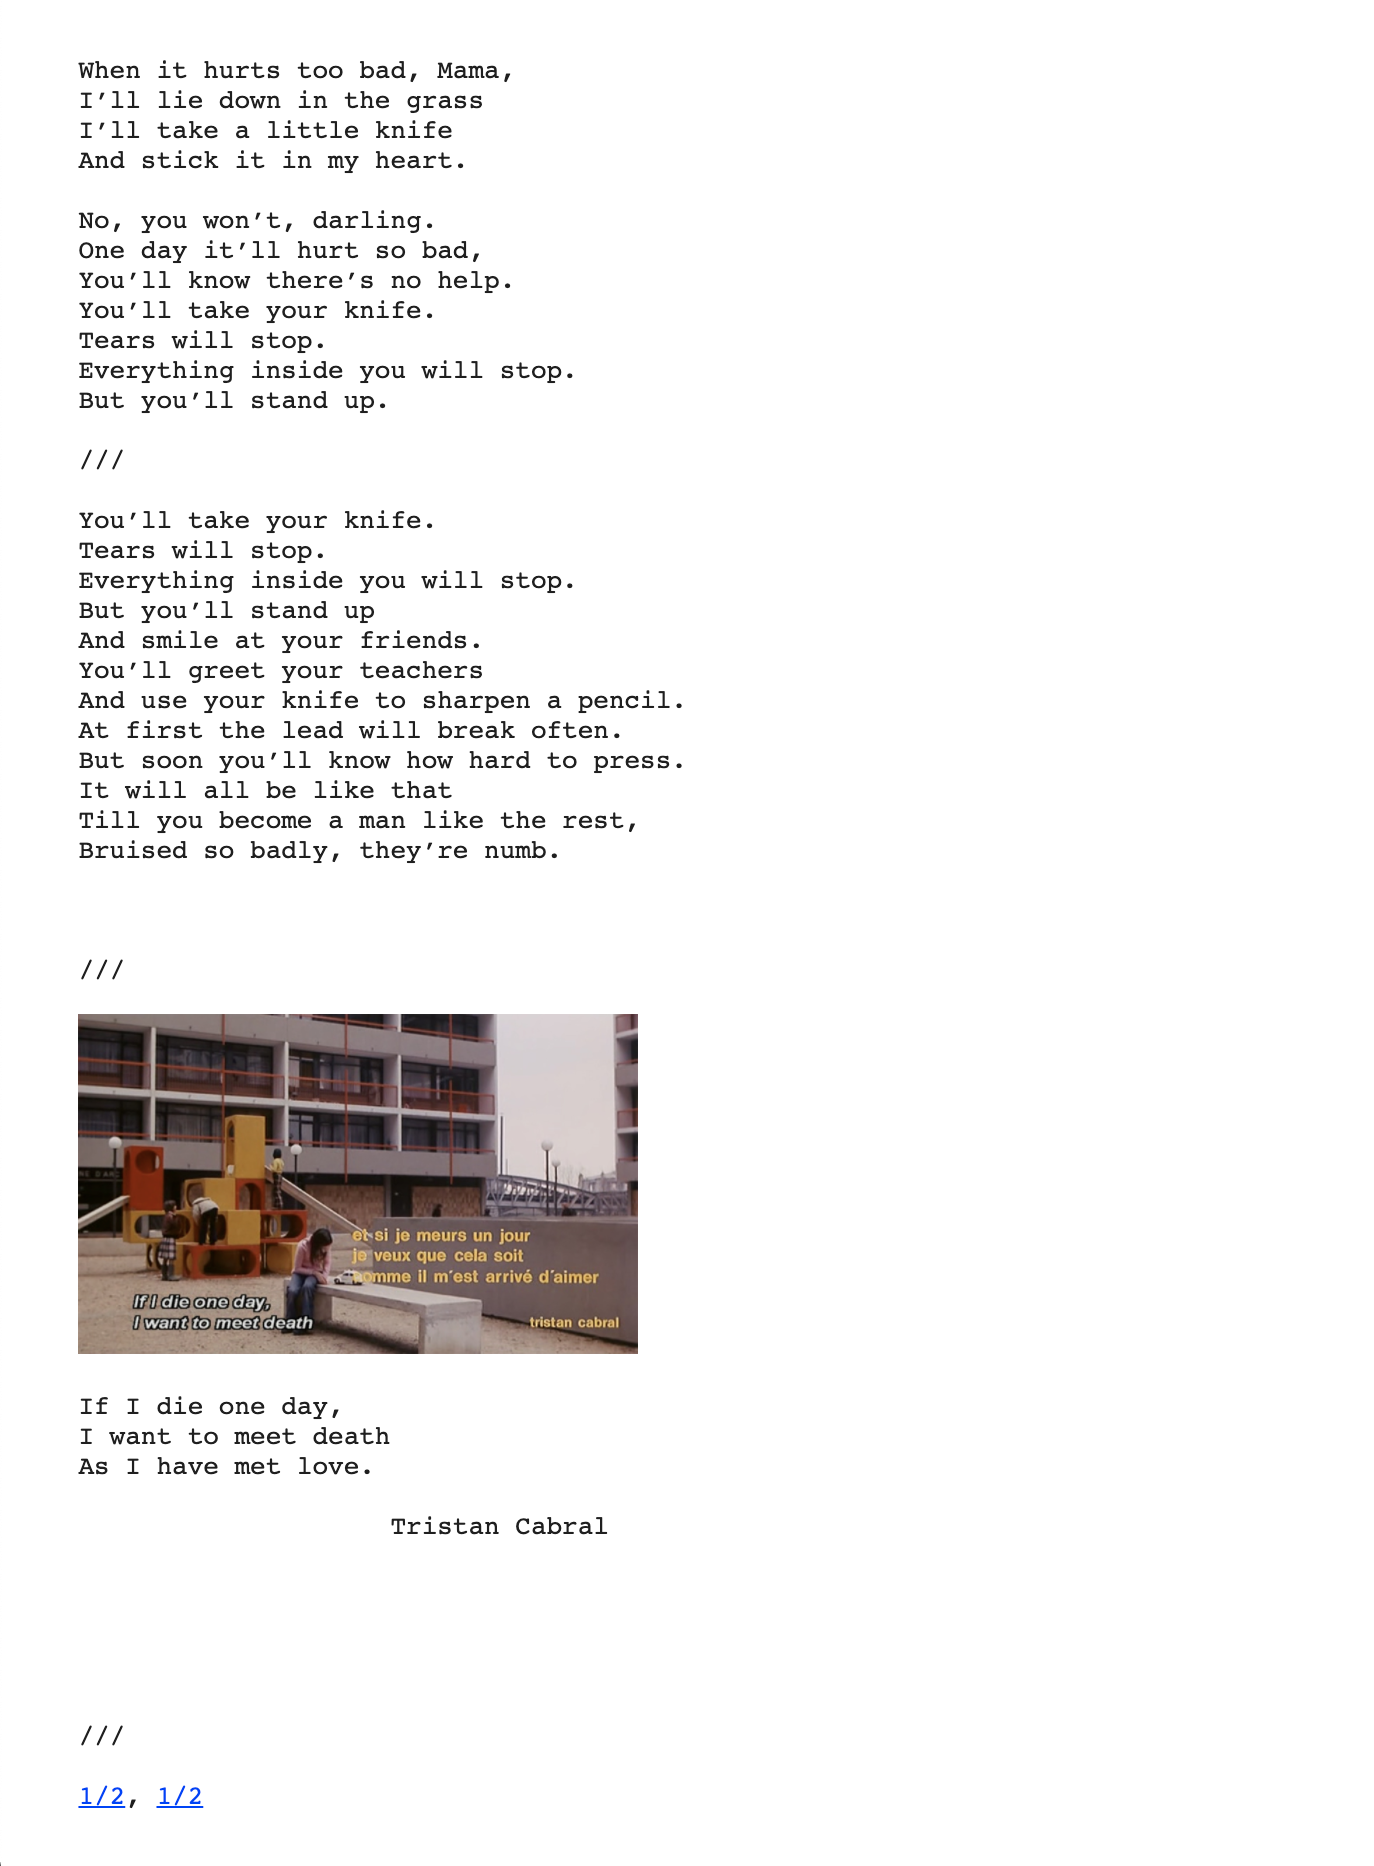 When it hurts too bad, Mama,
I’ll lie down in the grass
I’ll take a little knife
And stick it in my heart.
No, you won’t, darling.
One day it’ll hurt so bad,
You’ll know there’s no help.
You’ll take your knife.
Tears will stop.
Everything inside you will stop.
But you’ll stand up.
///
You’ll take your knife.
Tears will stop.
Everything inside you will stop.
But you’ll stand up
And smile at your friends.
You’ll greet your teachers
And use your knife to sharpen a pencil.
At first the lead will break often.
But soon you’ll know how hard to press.
It will all be like that
Till you become a man like the rest,
Bruised so badly, they’re numb.
///
et si je meurs un jour
je veux que cela soit
comme il m'est arrivé d'aimer
tristan cabral
If I die one day,
I want to meet death
If I die one day,
I want to meet death
As I have met love.
Tristan Cabral
///
1/2, 1/2